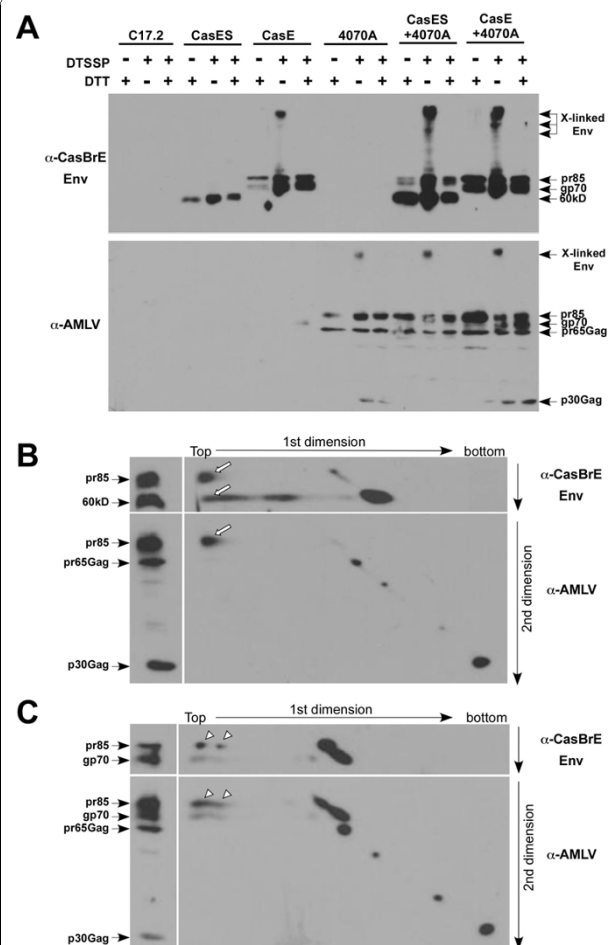 A
C17.2 CasES CasE 4070A CasES +4070A CasE +4070A
DTSSP - + + - + + - + + - + + - + + - + +
DTT + - + + - + + - + + - + + - + + - +
α-CasBrE Env
X-linked Env
pr85
gp70
60kD
α-AMLV
X-linked Env
pr85
gp70
pr65Gag
p30Gag
B
Top 1st dimension bottom
pr85
60kD
α-CasBrE Env
pr85
pr65Gag
p30Gag
2nd dimension
α-AMLV
C
Top 1st dimension bottom
pr85
gp70
α-CasBrE Env
pr85
gp70
pr65Gag
p30Gag
2nd dimension
α-AMLV